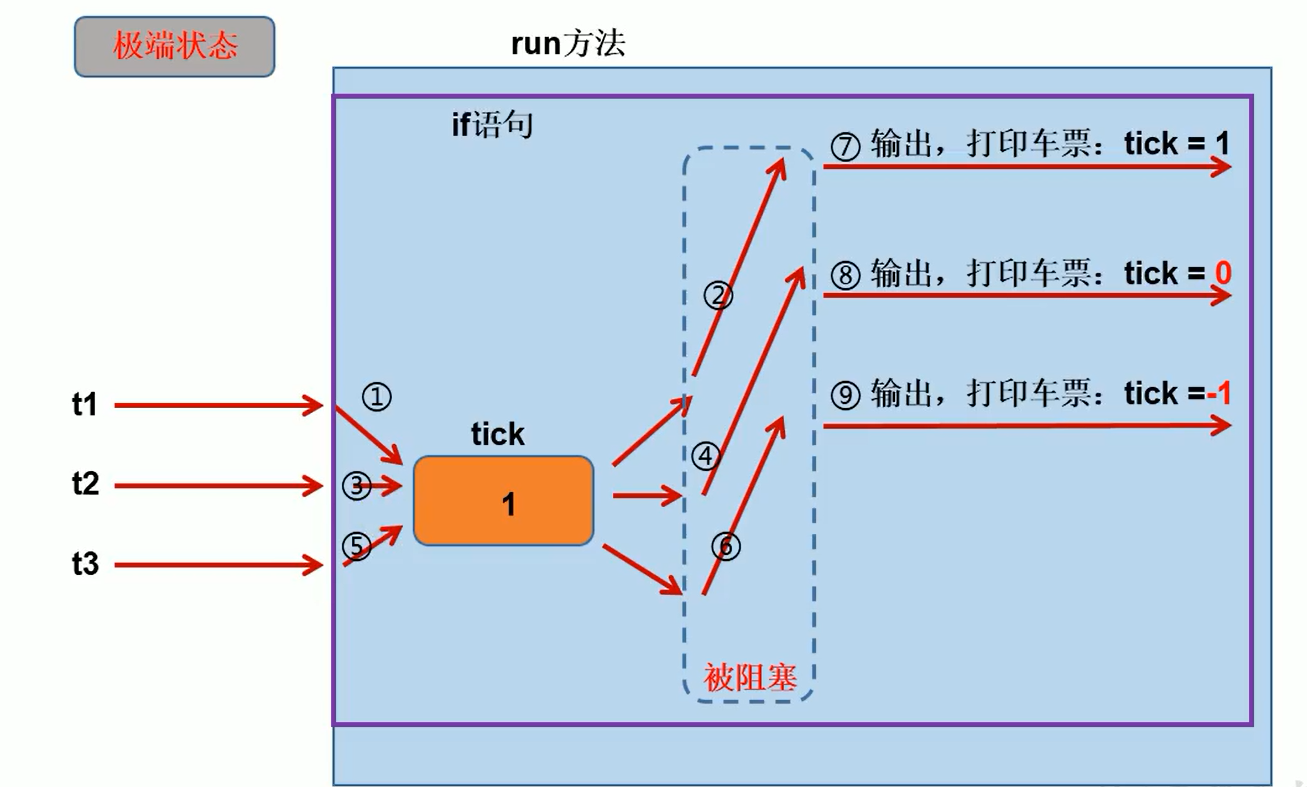 极端状态
run方法
if语句
⑦ 输出，打印车票：tick = 1
②
⑧ 输出，打印车票：tick = 0
①
⑨ 输出，打印车票：tick =-1
t1
tick
④
t2
③
1
t3
⑤
⑥
被阻塞